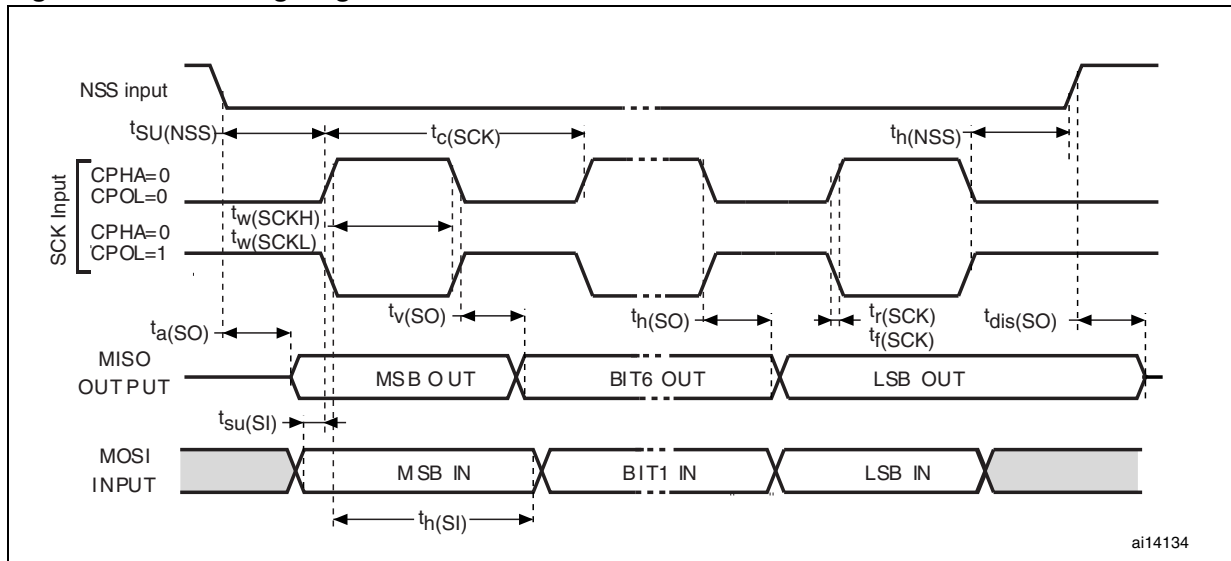 NSS input
tSU(NSS)
tc(SCK)
th(NSS)
SCK Input
CPHA=0
CPOL=0
tw(SCKH)
tw(SCKL)
CPHA=0
CPOL=1
tv(SO)
ta(SO)
th(SO)
tr(SCK)
tf(SCK)
tdis(SO)
MISO
OUTPUT
MSB OUT
BIT6 OUT
LSB OUT
tsu(SI)
MOSI
INPUT
MSB IN
BIT1 IN
LSB IN
th(SI)
ai14134